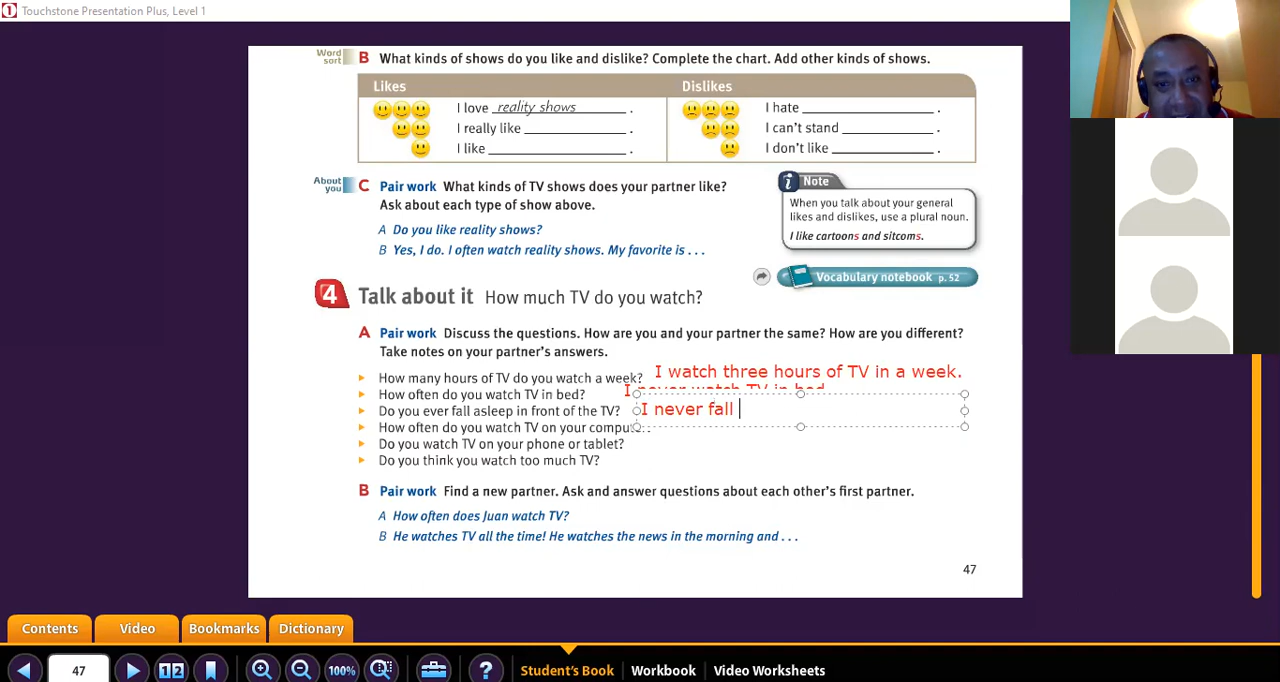 Touchstone Presentation Plus, Level 1
Word sort B What kinds of shows do you like and dislike? Complete the chart. Add other kinds of shows.
Likes Dislikes
I love reality shows . I hate .
I really like . I can't stand .
I like . I don't like .
About you C Pair work What kinds of TV shows does your partner like?
Ask about each type of show above.
A Do you like reality shows?
B Yes, I do. I often watch reality shows. My favorite is . . .
i Note
When you talk about your general
likes and dislikes, use a plural noun.
I like cartoons and sitcoms.
Vocabulary notebook p. 52
4 Talk about it How much TV do you watch?
A Pair work Discuss the questions. How are you and your partner the same? How are you different?
Take notes on your partner's answers.
How many hours of TV do you watch a week? I watch three hours of TV in a week.
How often do you watch TV in bed? I never watch TV in bed
Do you ever fall asleep in front of the TV? I never fall
How often do you watch TV on your
Do you watch TV on your phone or tablet?
Do you think you watch too much TV?
B Pair work Find a new partner. Ask and answer questions about each other's first partner.
A How often does Juan watch TV?
B He watches TV all the time! He watches the news in the morning and . . .
47
Contents Video Bookmarks Dictionary
47 1 2 100% ? Student's Book Workbook Video Worksheets